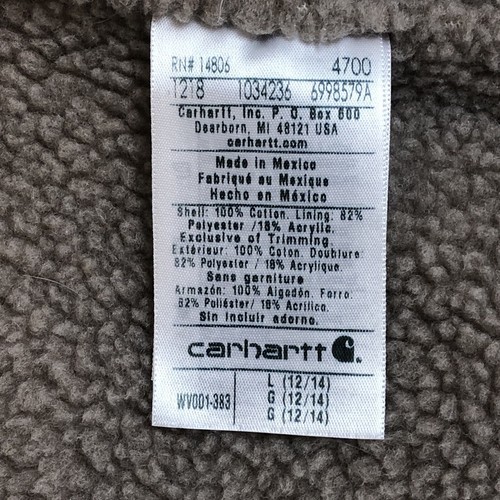 RN# 14806 4700
1218 1034236 6998579A
Carhartt, Inc. P. O. Box 600
Dearborn, MI 48121 USA
carhartt.com
Made in Mexico
Fabriqué au Mexique
Hecho en México
Shell: 100% Cotton. Lining: 82%
Polyester /18% Acrylic.
Exclusive of Trimming.
Extérieur: 100% Coton. Doublure
82% Polyester / 18% Acrylique.
Sans garniture
Armazón: 100% Algodón. Forro.
82% Poliéster/ 18% Acrílico.
Sin incluir adorno.
carhartt
WV001-383
L (12/14)
G (12/14)
G (12/14)